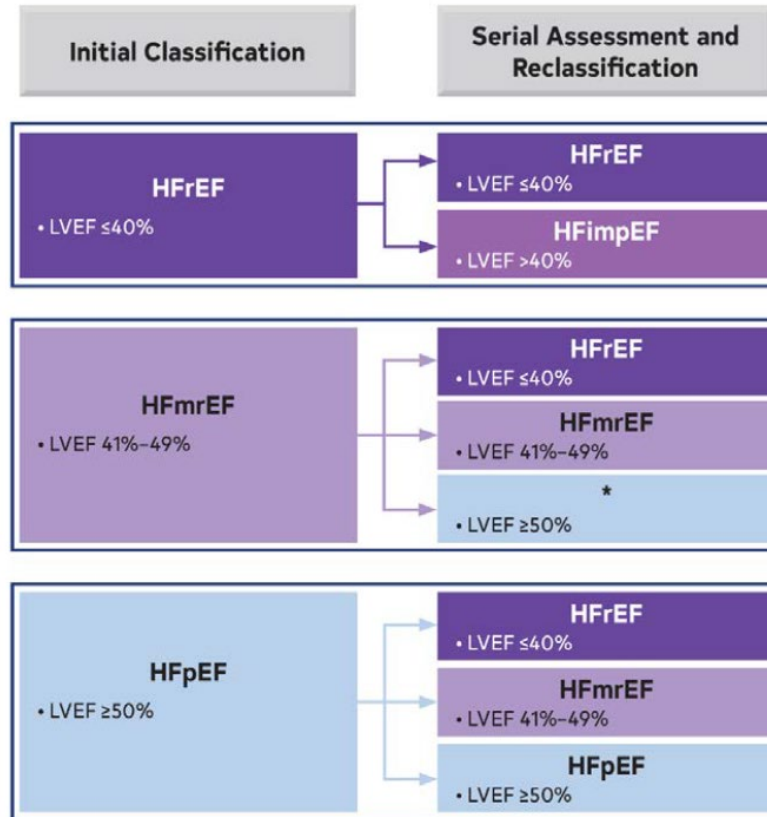 Initial Classification
Serial Assessment and
Reclassification
HFrEF
• LVEF ≤40%
HFrEF
• LVEF ≤40%
HFimpEF
• LVEF >40%
HFmrEF
• LVEF 41%–49%
HFrEF
• LVEF ≤40%
HFmrEF
• LVEF 41%–49%
*
• LVEF ≥50%
HFpEF
• LVEF ≥50%
HFrEF
• LVEF ≤40%
HFmrEF
• LVEF 41%–49%
HFpEF
• LVEF ≥50%